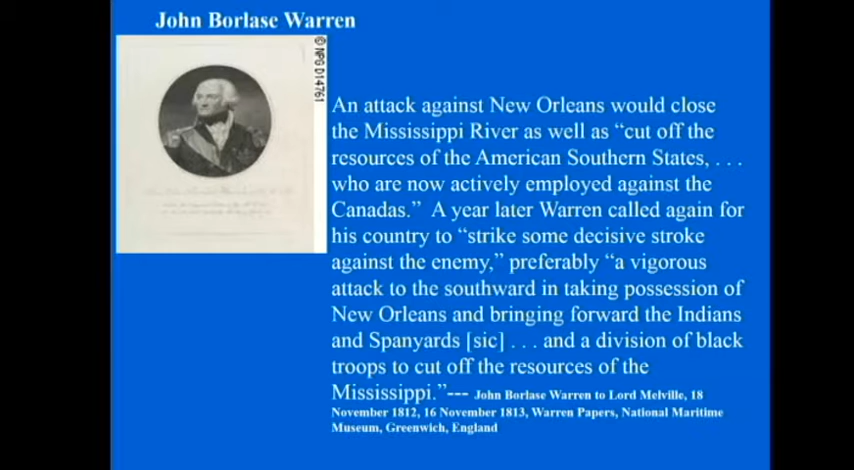 John Borlase Warren
© NPG D14761
An attack against New Orleans would close
the Mississippi River as well as “cut off the
resources of the American Southern States, . . .
who are now actively employed against the
Canadas.” A year later Warren called again for
his country to “strike some decisive stroke
against the enemy,” preferably “a vigorous
attack to the southward in taking possession of
New Orleans and bringing forward the Indians
and Spanyards [sic] . . . and a division of black
troops to cut off the resources of the
Mississippi.”--- John Borlase Warren to Lord Melville, 18
November 1812, 16 November 1813, Warren Papers, National Maritime
Museum, Greenwich, England